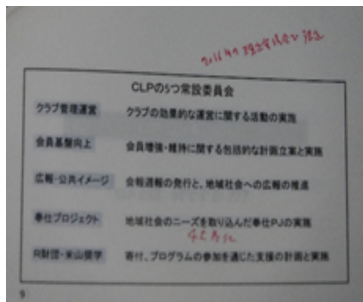 CLPの5つ常設委員会
クラブ管理運営 クラブの効果的な運営に関する活動の実施
会員基盤向上 会員増強・維持に関する包括的な計画立案と実施
広報・公共イメージ 会報週報の発行と、地域社会への広報の推進
奉仕プロジェクト 地域社会のニーズを取り込んだ奉仕PJの実施
R財団・米山奨学 寄付、プログラムの参加を通じた支援の計画と実施
9